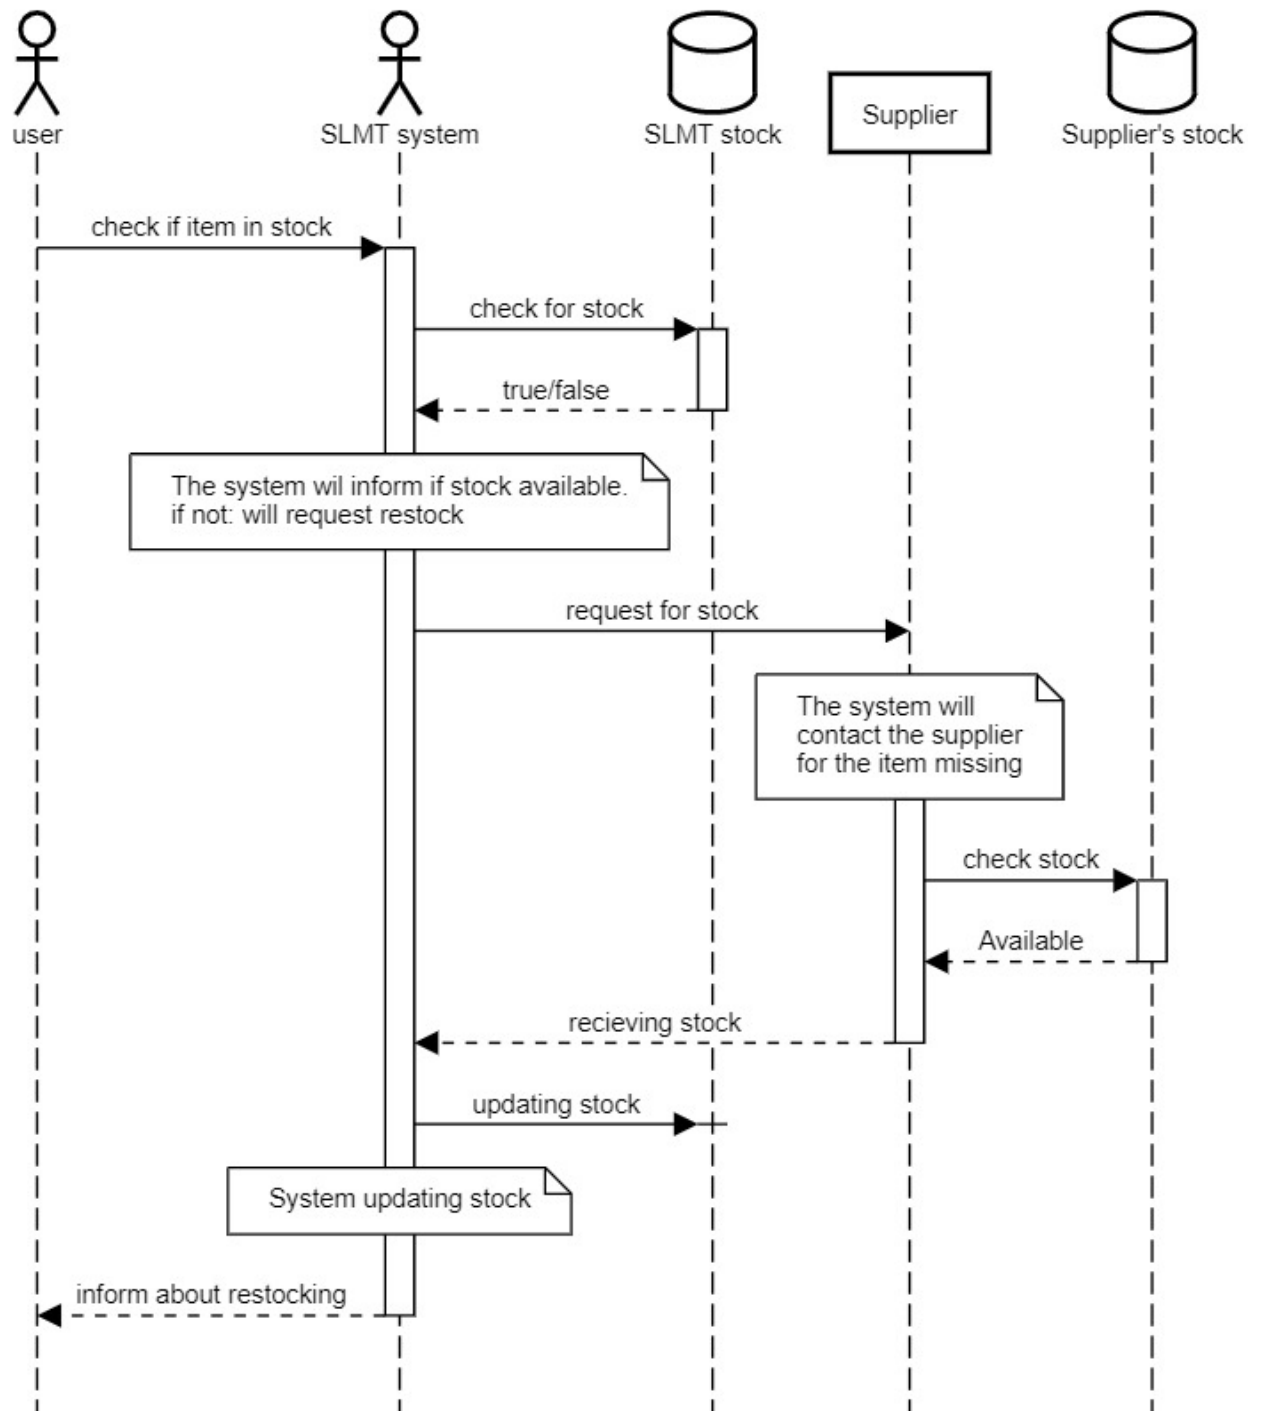 user
SLMT system
SLMT stock
Supplier
Supplier's stock
check if item in stock
check for stock
true/false
The system wil inform if stock available.
if not: will request restock
request for stock
The system will
contact the supplier
for the item missing
check stock
Available
recieving stock
updating stock
System updating stock
inform about restocking